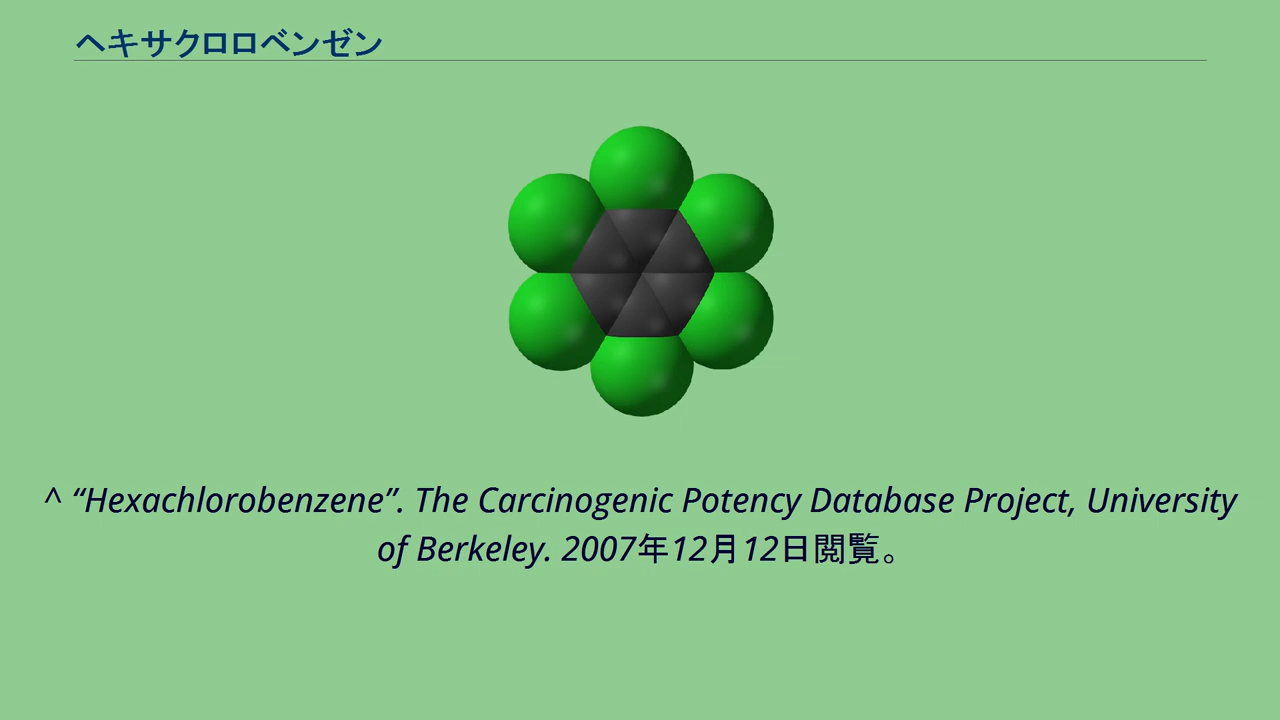 ヘキサクロロベンゼン
^ “Hexachlorobenzene”. The Carcinogenic Potency Database Project, University
of Berkeley. 2007年12月12日閲覧。